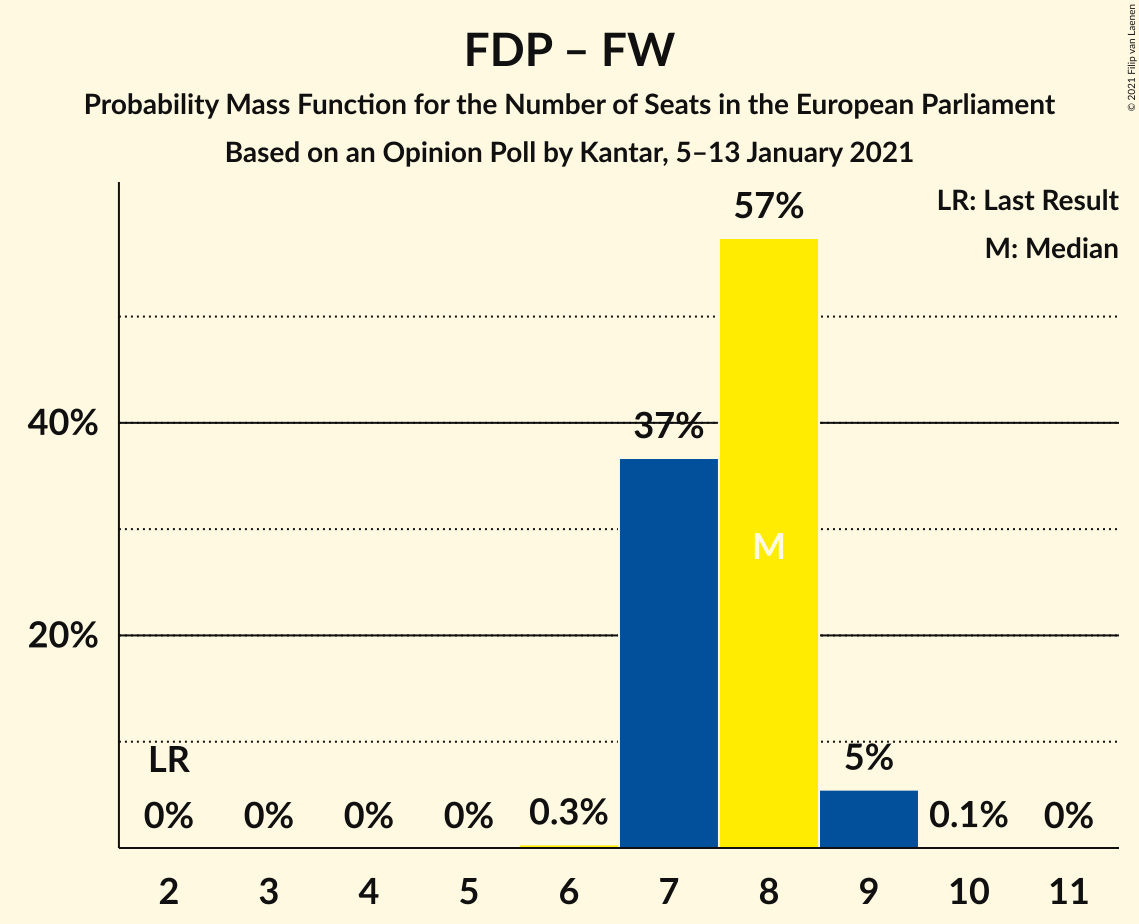 FDP – FW
Probability Mass Function for the Number of Seats in the European Parliament
Based on an Opinion Poll by Kantar, 5–13 January 2021
© 2021 Filip van Laenen
LR: Last Result
M: Median
57%
40%
37%
M
20%
LR
5%
0% 0% 0% 0% 0.3% 0.1% 0%
2 3 4 5 6 7 8 9 10 11